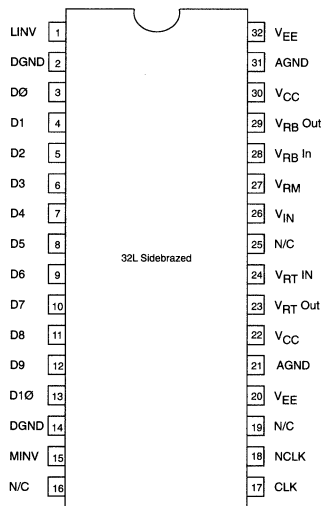 LINV 1 32 VEE
DGND 2 31 AGND
DØ 3 30 VCC
D1 4 29 VRB Out
D2 5 28 VRB In
D3 6 27 VRM
D4 7 26 VIN
D5 8 25 N/C
32L Sidebrazed
D6 9 24 VRT IN
D7 10 23 VRT Out
D8 11 22 VCC
D9 12 21 AGND
D1Ø 13 20 VEE
DGND 14 19 N/C
MINV 15 18 NCLK
N/C 16 17 CLK